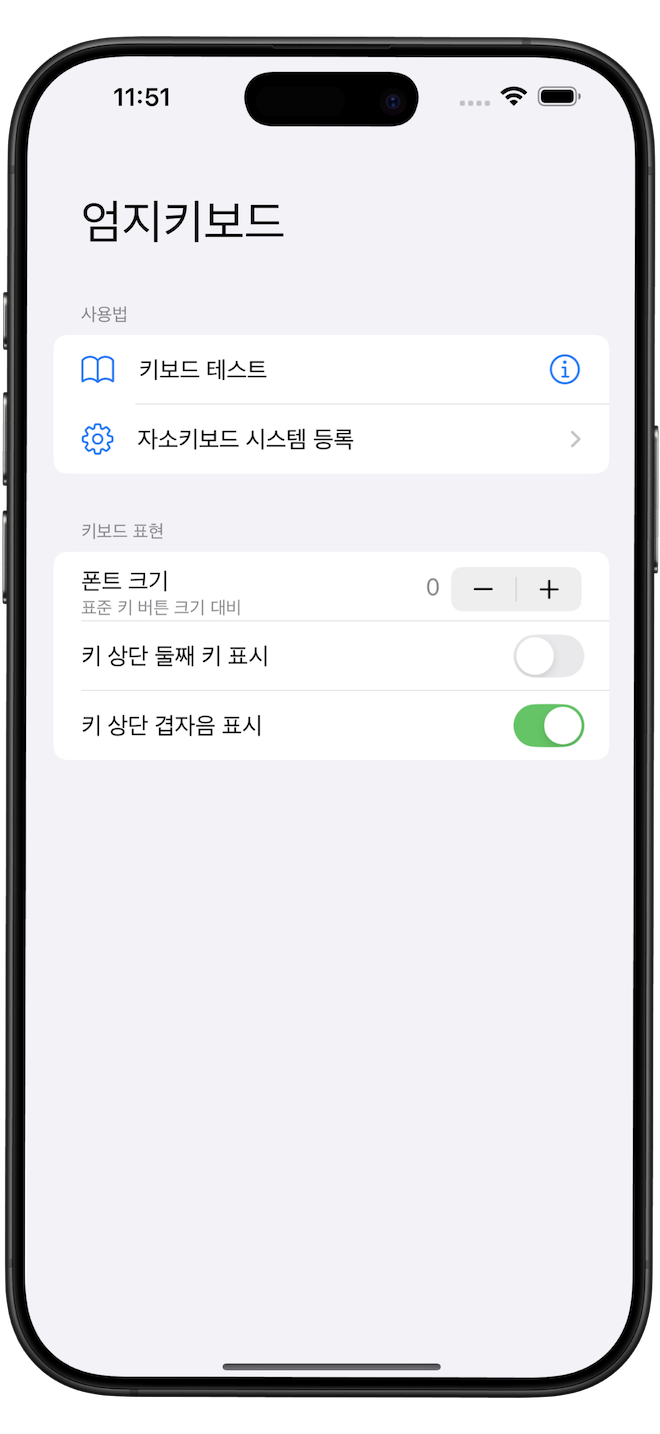 11:51
엄지키보드
사용법
키보드 테스트
자소키보드 시스템 등록
키보드 표현
폰트 크기
0
표준 키 버튼 크기 대비
키 상단 둘째 키 표시
키 상단 겹자음 표시